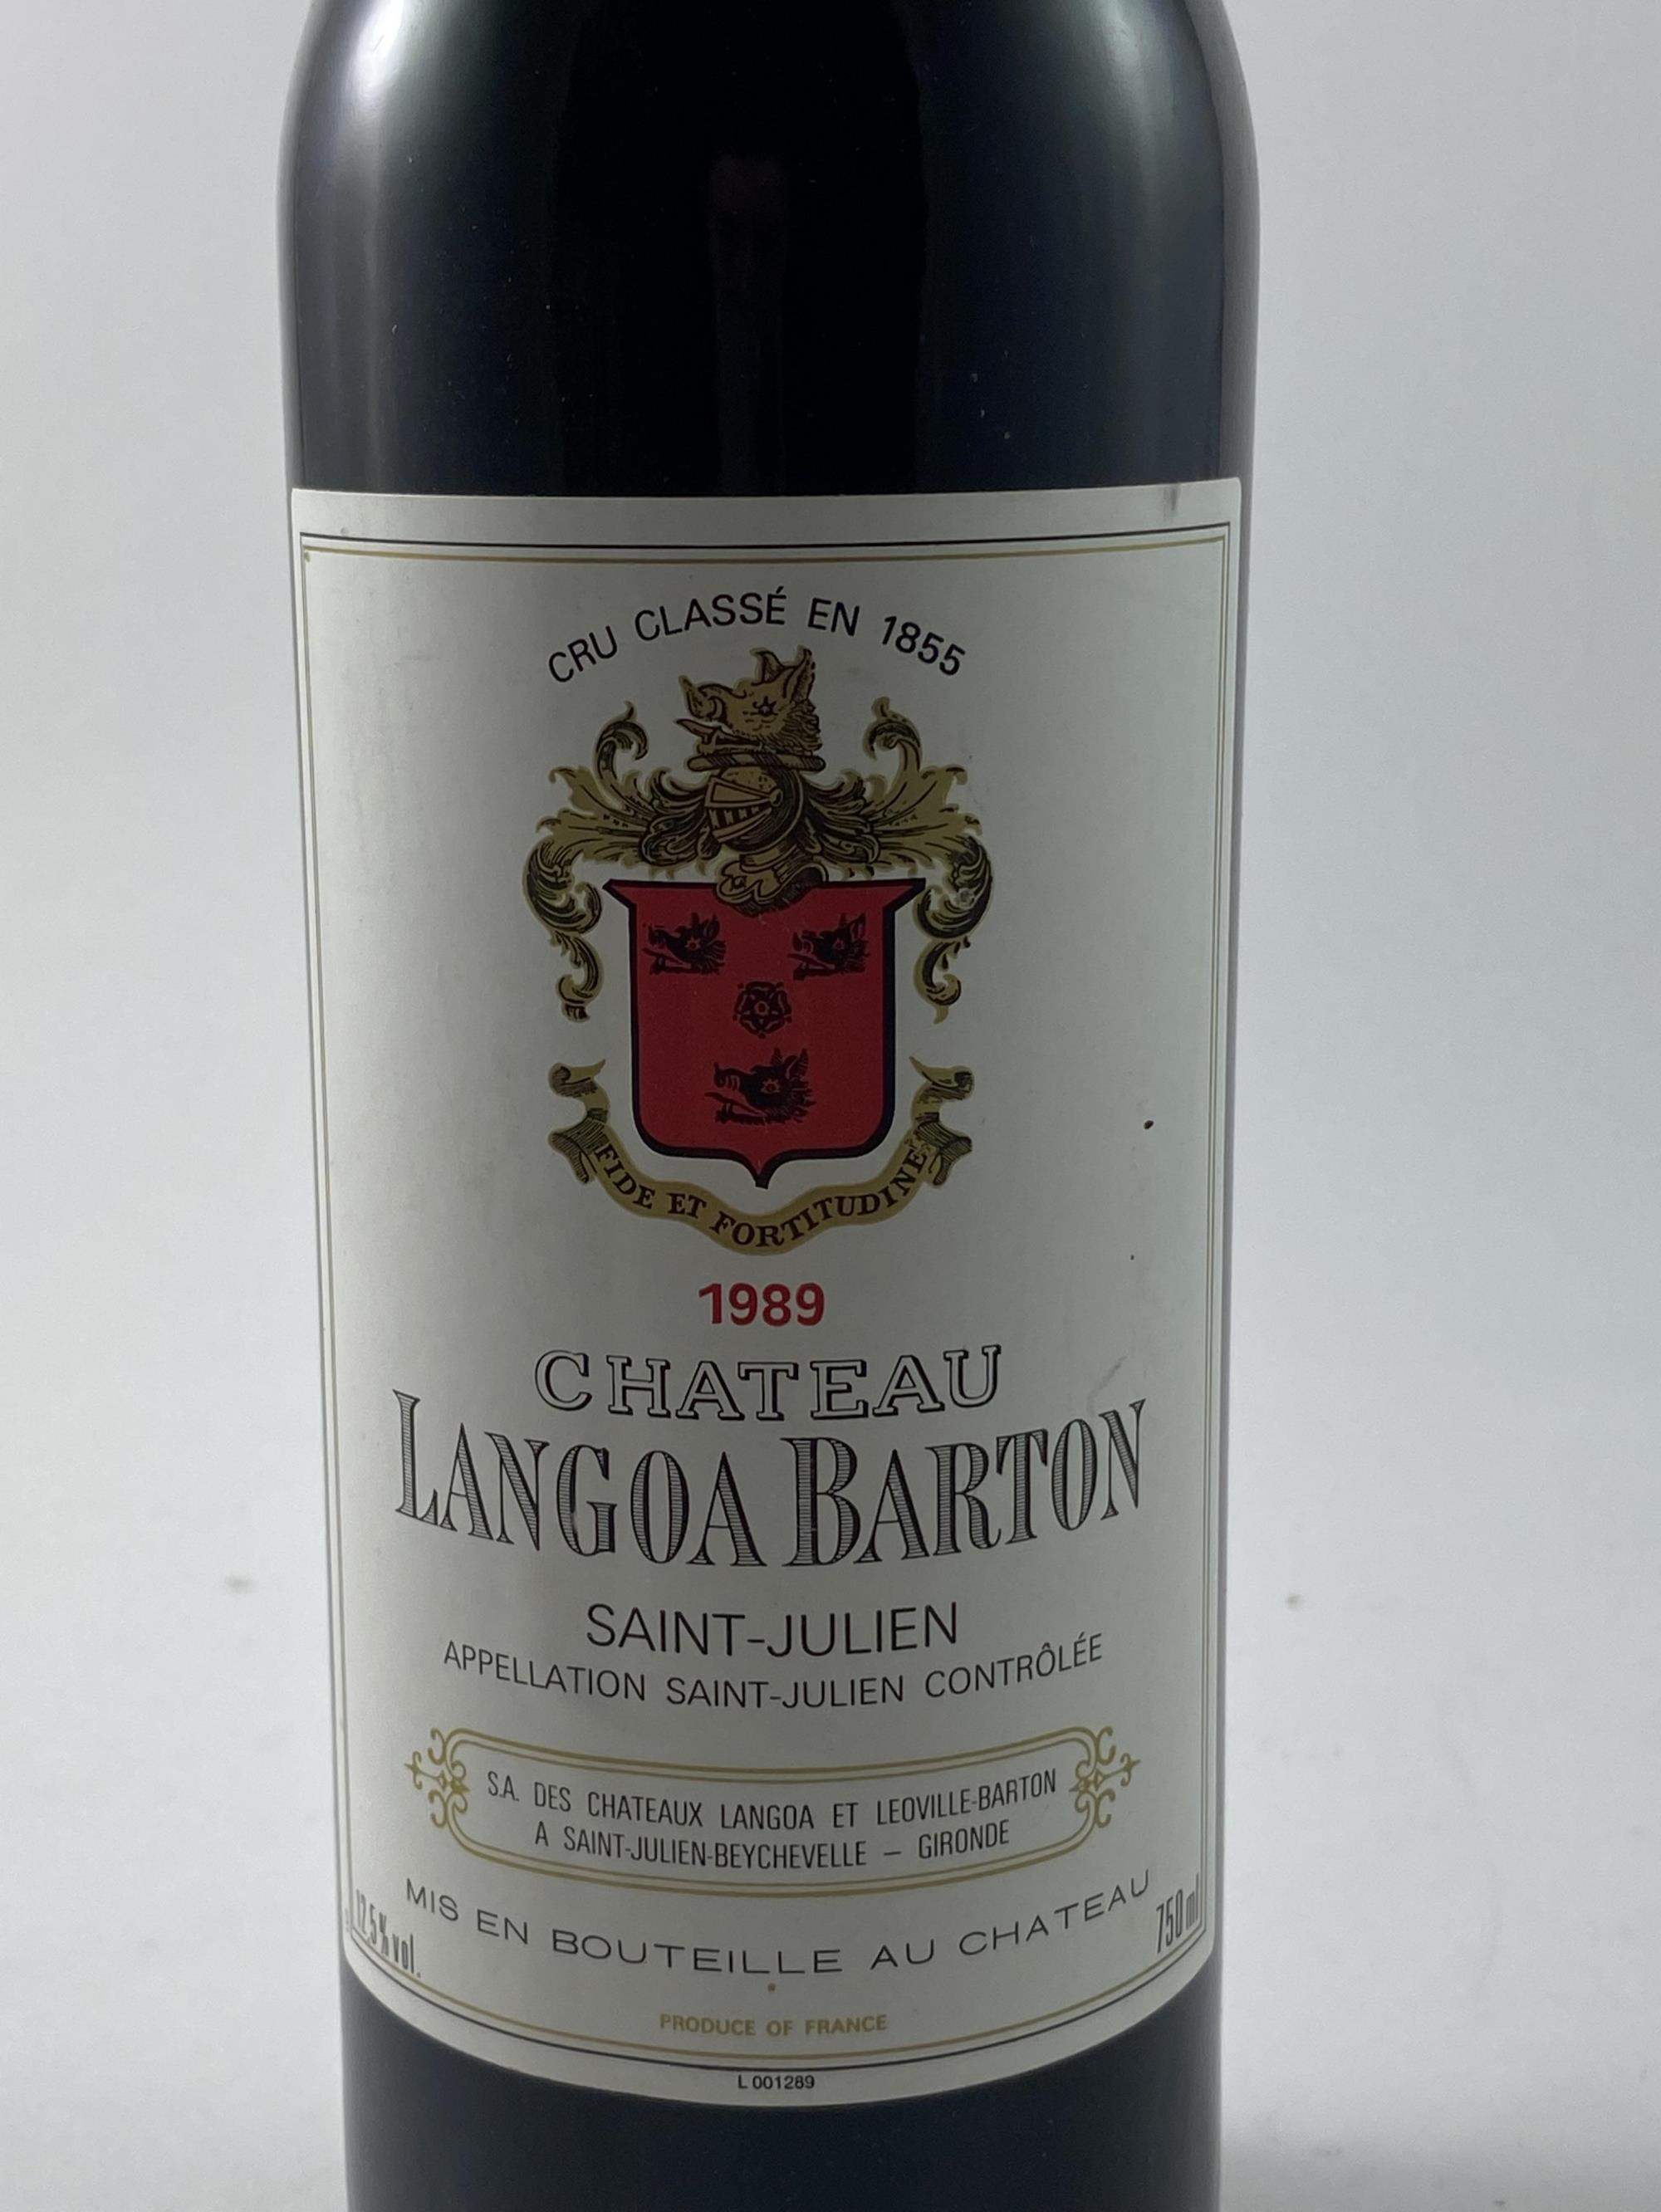 CRU CLASSÉ EN 1855
FIDE ET FORTITUDINE
1989
CHATEAU
LANGOA BARTON
SAINT-JULIEN
APPELLATION SAINT-JULIEN CONTRÔLÉE
S.A. DES CHATEAUX LANGOA ET LEOVILLE-BARTON
A SAINT-JULIEN-BEYCHEVELLE – GIRONDE
MIS EN BOUTEILLE AU CHATEAU
12,5% vol.
750 ml
PRODUCE OF FRANCE
L 001289